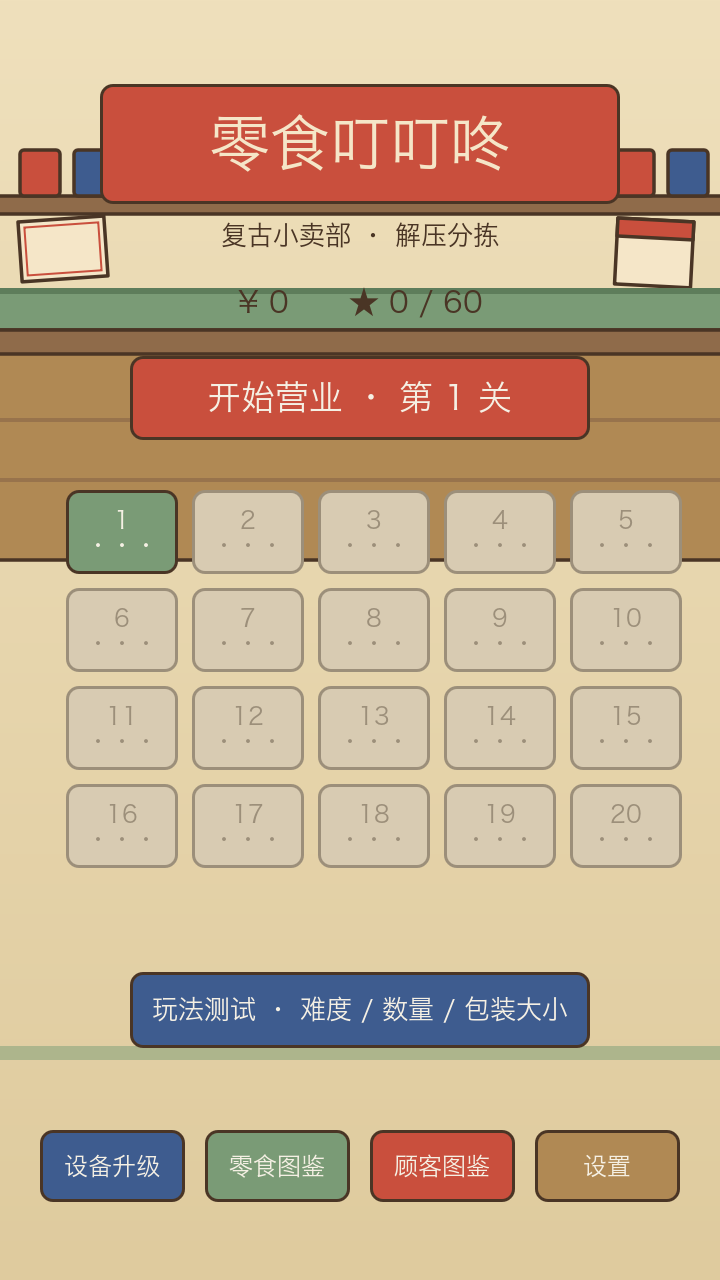 零食叮叮咚
复古小卖部 · 解压分拣
¥ 0 ★ 0 / 60
开始营业 · 第 1 关
1 2 3 4 5
· · · · · · · · · · · · · · ·
6 7 8 9 10
· · · · · · · · · · · · · · ·
11 12 13 14 15
· · · · · · · · · · · · · · ·
16 17 18 19 20
· · · · · · · · · · · · · · ·
玩法测试 · 难度 / 数量 / 包装大小
设备升级 零食图鉴 顾客图鉴 设置